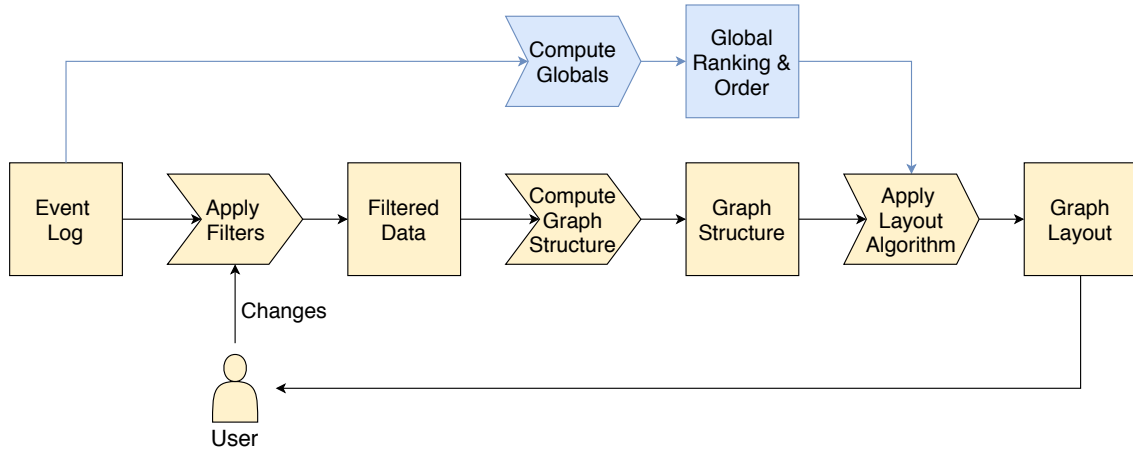 Compute
Globals
Global
Ranking &
Order
Event
Log
Apply
Filters
Filtered
Data
Compute
Graph
Structure
Graph
Structure
Apply
Layout
Algorithm
Graph
Layout
Changes
User